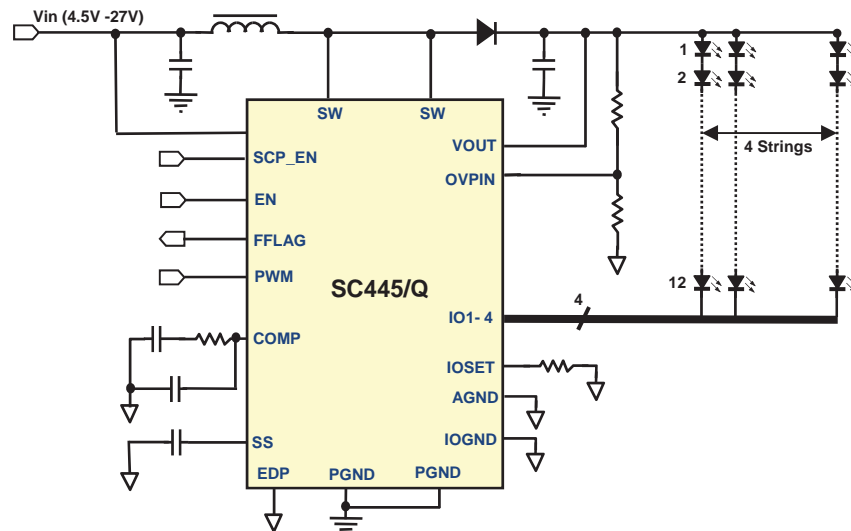 Vin (4.5V -27V)
1
2
SW
SW
VOUT
4 Strings
SCP_EN
OVPIN
EN
FFLAG
PWM
12
SC445/Q
4
IO1- 4
COMP
IOSET
AGND
SS
IOGND
EDP
PGND
PGND